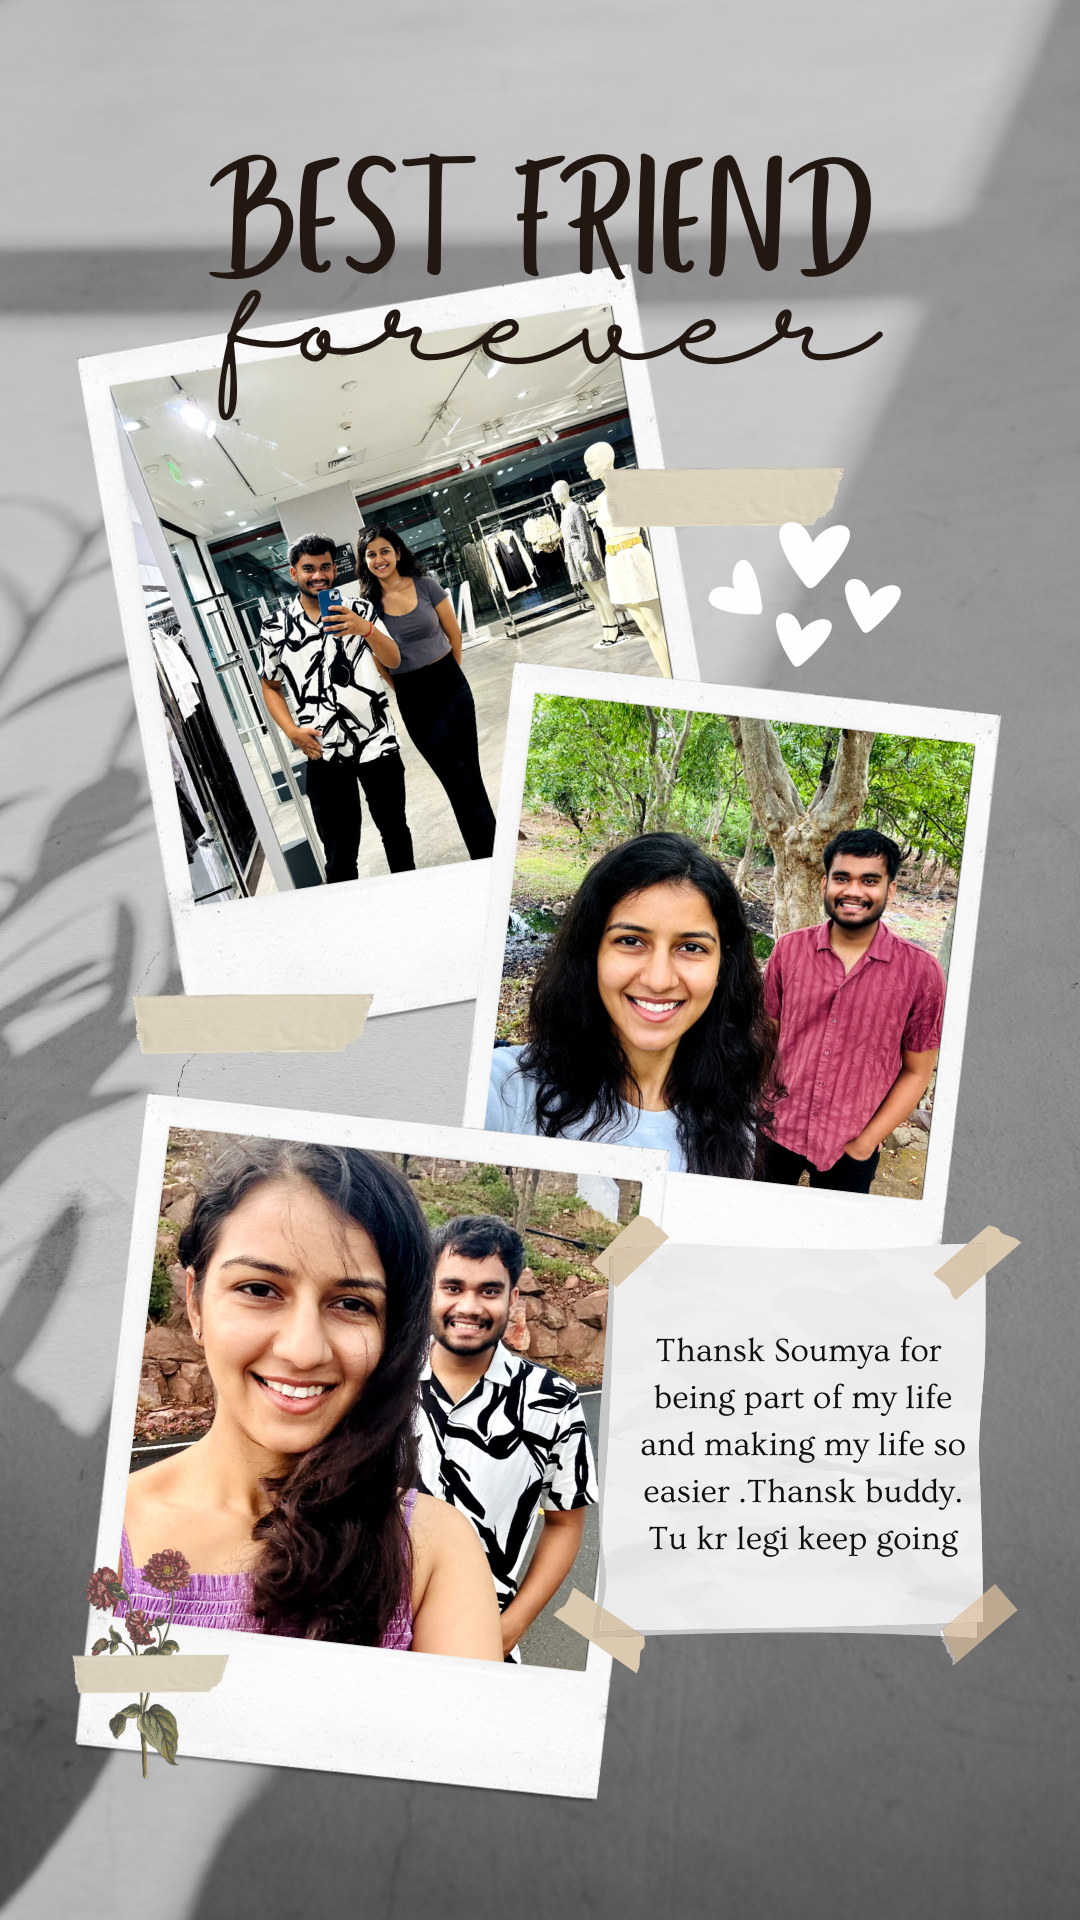 BEST FRIEND
forever
Thansk Soumya for
being part of my life
and making my life so
easier .Thansk buddy.
Tu kr legi keep going